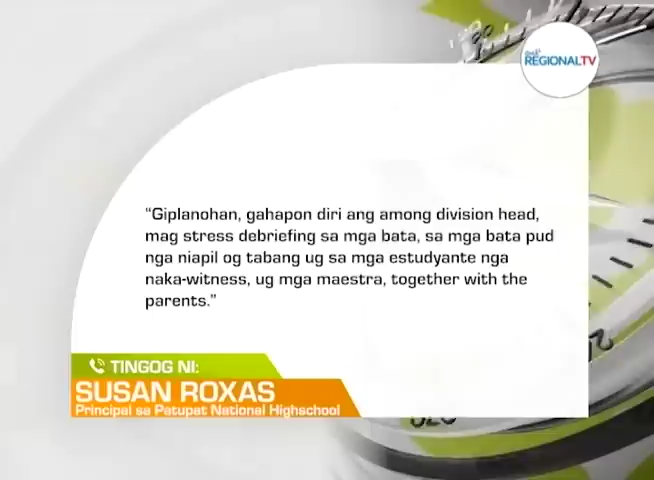 REGIONALTV
"Giplanohan, gahapon diri ang among division head,
mag stress debriefing sa mga bata, sa mga bata pud
nga niapil og tabang ug sa mga estudyante nga
naka-witness, ug mga maestra, together with the
parents."
TINGOG NI:
SUSAN ROXAS
Principal sa Patupat National Highschool